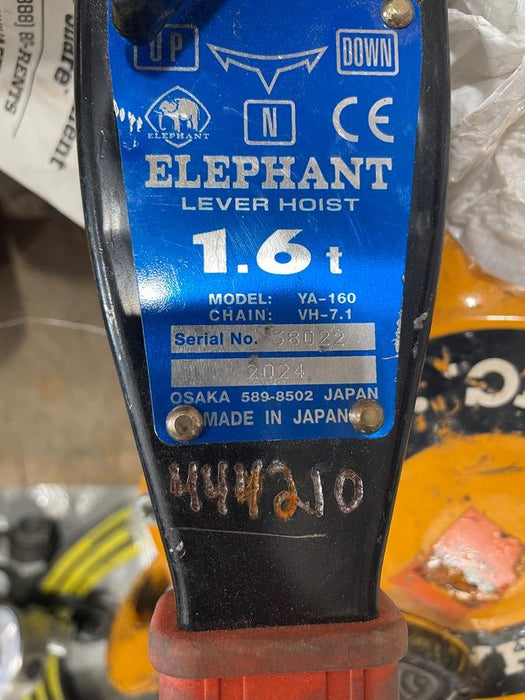 UP
DOWN
N
ELEPHANT
CE
ELEPHANT
LEVER HOIST
1.6 t
MODEL: YA-160
CHAIN: VH-7.1
Serial No. 38022
2024
OSAKA 589-8502 JAPAN
MADE IN JAPAN
444210